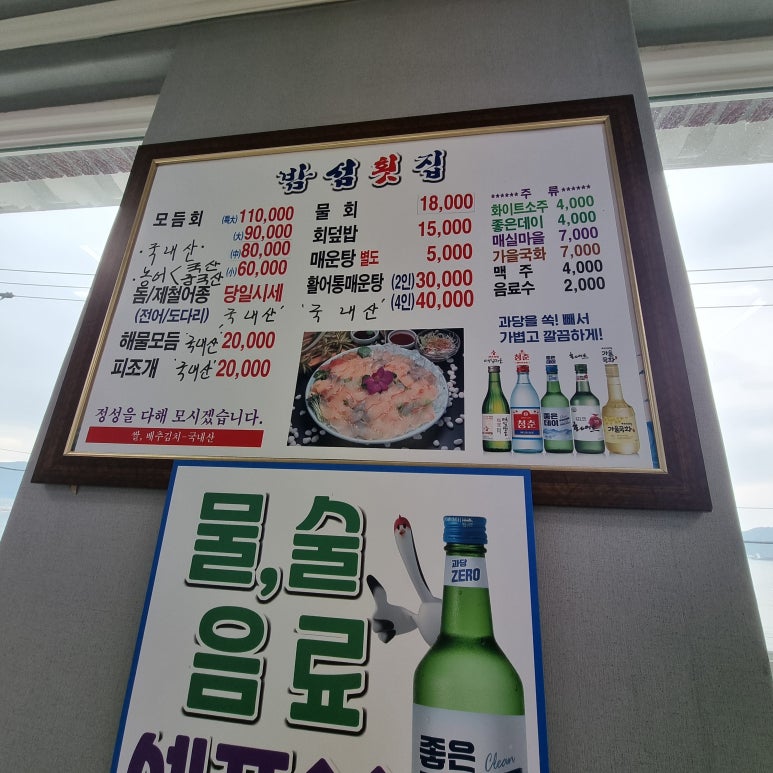 밤섬횟집
모듬회 (특大) 110,000
(大) 90,000
(中) 80,000
(小) 60,000
·국내산·
농어<
돔/제철어종 당일시세
(전어/도다리) '국내산'
해물모듬 국내산 20,000
피조개 '국내산' 20,000
정성을 다해 모시겠습니다.
쌀, 배추김치-국내산
물회 18,000
회덮밥 15,000
매운탕 별도 5,000
활어통매운탕 (2인) 30,000
'국내산' (4인) 40,000
****** 주류 ******
화이트소주 4,000
좋은데이 4,000
매실마을 7,000
가을국화 7,000
맥주 4,000
음료수 2,000
과당을 쏙! 빼서
가볍고 깔끔하게!
물,술
음료
과당
ZERO
좋은
Clean